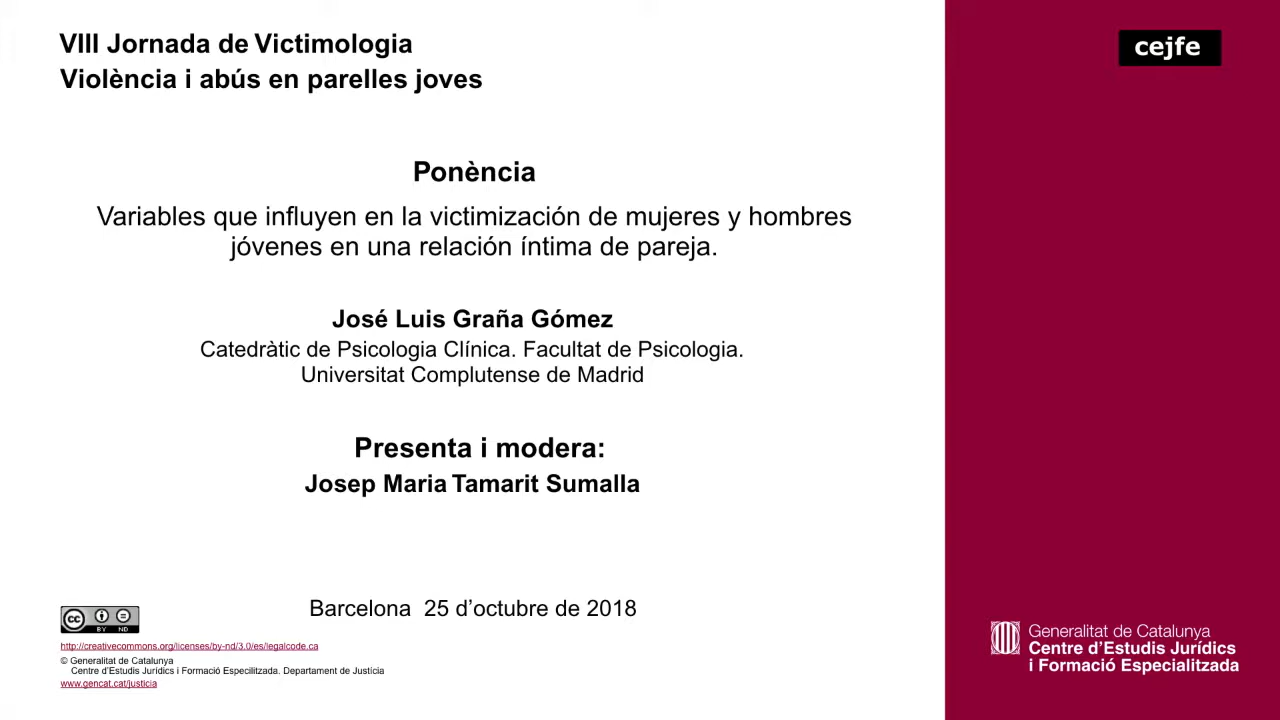 VIII Jornada de Victimologia
Violència i abús en parelles joves
cejfe
Ponència
Variables que influyen en la victimización de mujeres y hombres
jóvenes en una relación íntima de pareja.
José Luis Graña Gómez
Catedràtic de Psicologia Clínica. Facultat de Psicologia.
Universitat Complutense de Madrid
Presenta i modera:
Josep Maria Tamarit Sumalla
Barcelona 25 d’octubre de 2018
cc BY ND
http://creativecommons.org/licenses/by-nd/3.0/es/legalcode.ca
© Generalitat de Catalunya
Centre d’Estudis Jurídics i Formació Especilitzada. Departament de Justícia
www.gencat.cat/justicia
Generalitat de Catalunya
Centre d’Estudis Jurídics
i Formació Especialitzada